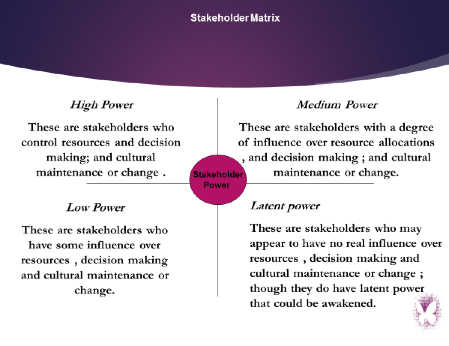 Stakeholder Matrix
High Power
These are stakeholders who
control resources and decision
making; and cultural
maintenance or change .
Medium Power
These are stakeholders with a degree
of influence over resource allocations
, and decision making ; and cultural
maintenance or change.
Stakeholder
Power
Low Power
These are stakeholders who
have some influence over
resources , decision making
and cultural maintenance or
change.
Latent power
These are stakeholders who may
appear to have no real influence over
resources , decision making and
cultural maintenance or change ;
though they do have latent power
that could be awakened.